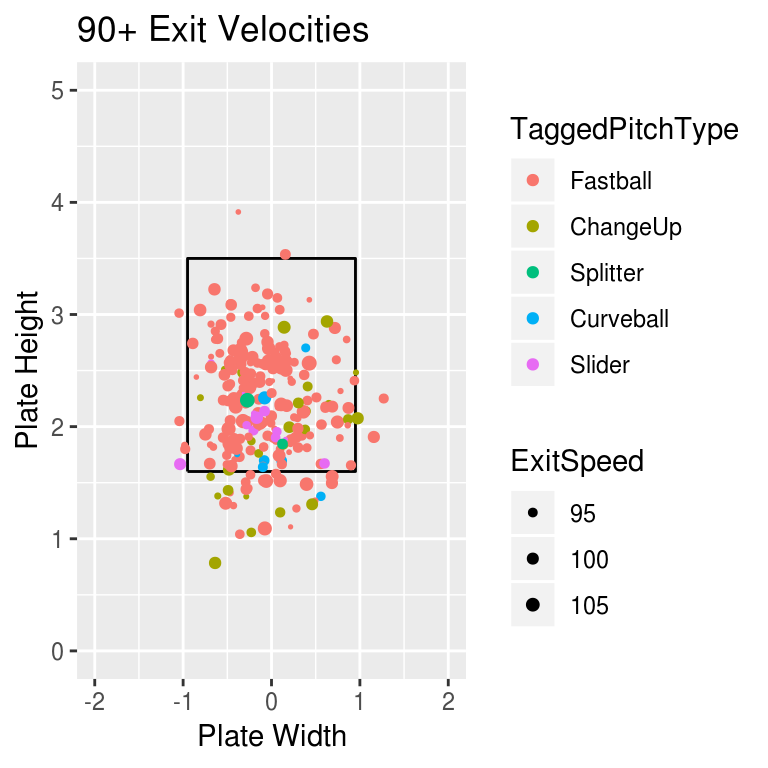 90+ Exit Velocities
5
4
3
2
1
0
Plate Height
-2 -1 0 1 2
Plate Width
TaggedPitchType
Fastball
ChangeUp
Splitter
Curveball
Slider
ExitSpeed
95
100
105